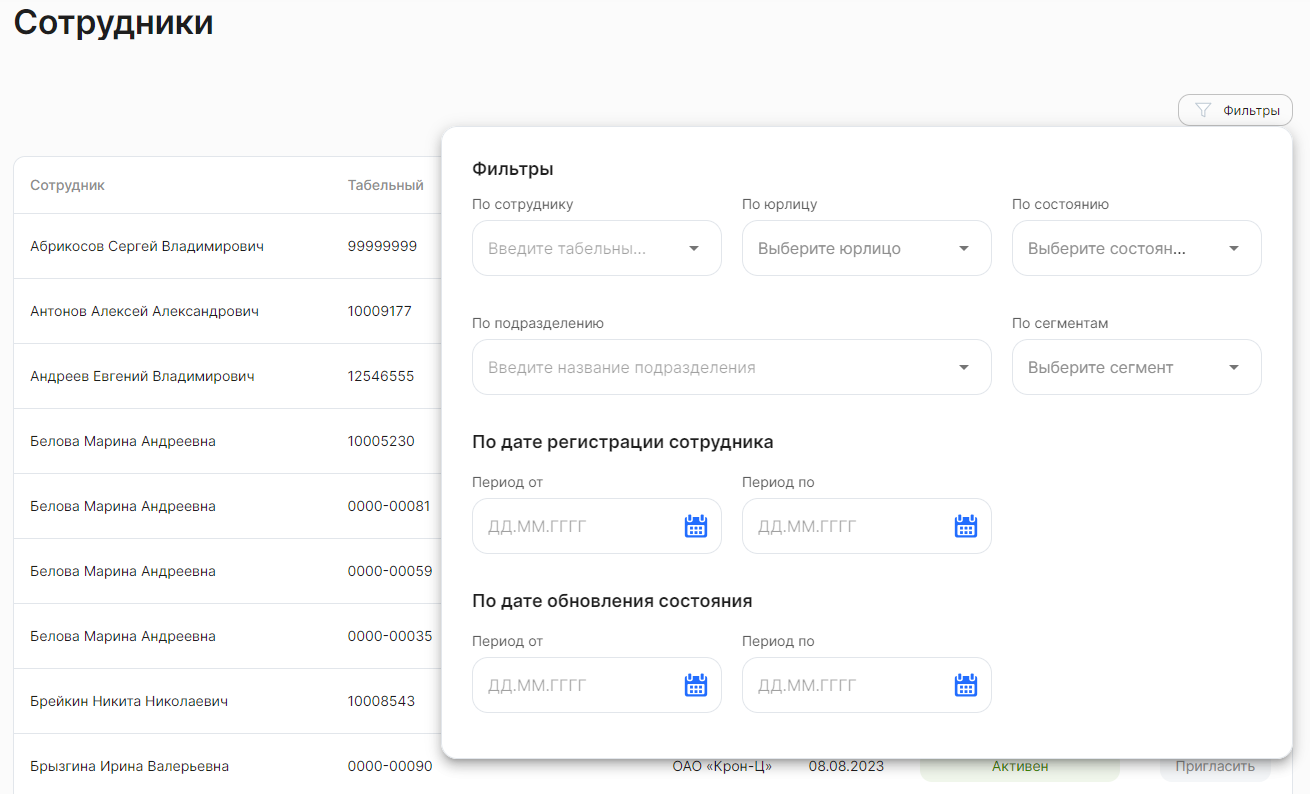 Сотрудники
Фильтры
Сотрудник Табельный
Абрикосов Сергей Владимирович 99999999
Антонов Алексей Александрович 10009177
Андреев Евгений Владимирович 12546555
Белова Марина Андреевна 10005230
Белова Марина Андреевна 0000-00081
Белова Марина Андреевна 0000-00059
Белова Марина Андреевна 0000-00035
Брейкин Никита Николаевич 10008543
Брызгина Ирина Валерьевна 0000-00090 ОАО «Крон-Ц» 08.08.2023 Активен Пригласить
Фильтры
По сотруднику По юрлицу По состоянию
Введите табельны... Выберите юрлицо Выберите состоян...
По подразделению По сегментам
Введите название подразделения Выберите сегмент
По дате регистрации сотрудника
Период от Период по
ДД.ММ.ГГГГ ДД.ММ.ГГГГ
По дате обновления состояния
Период от Период по
ДД.ММ.ГГГГ ДД.ММ.ГГГГ